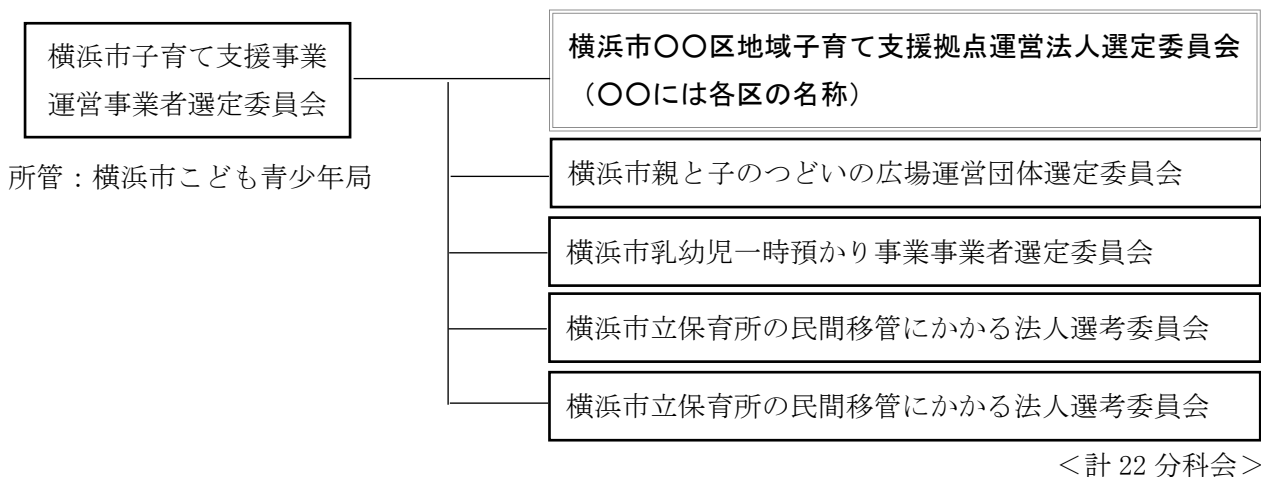 横浜市子育て支援事業
運営事業者選定委員会
所管：横浜市こども青少年局
横浜市〇〇区地域子育て支援拠点運営法人選定委員会
（〇〇には各区の名称）
横浜市親と子のつどいの広場運営団体選定委員会
横浜市乳幼児一時預かり事業事業者選定委員会
横浜市立保育所の民間移管にかかる法人選考委員会
横浜市立保育所の民間移管にかかる法人選考委員会
＜計 22 分科会＞